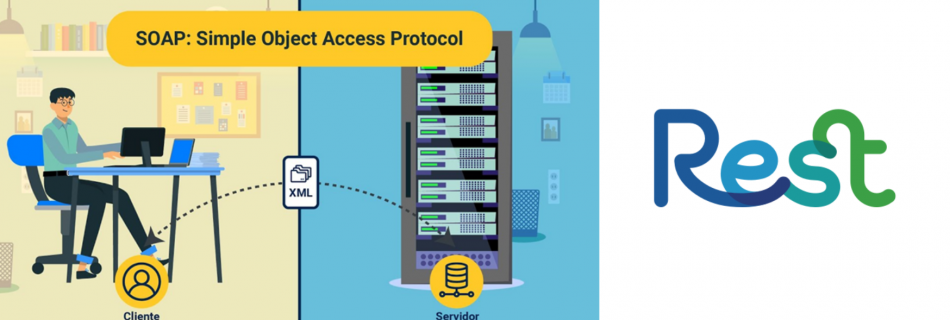 SOAP: Simple Object Access Protocol
XML
Cliente
Servidor
Rest